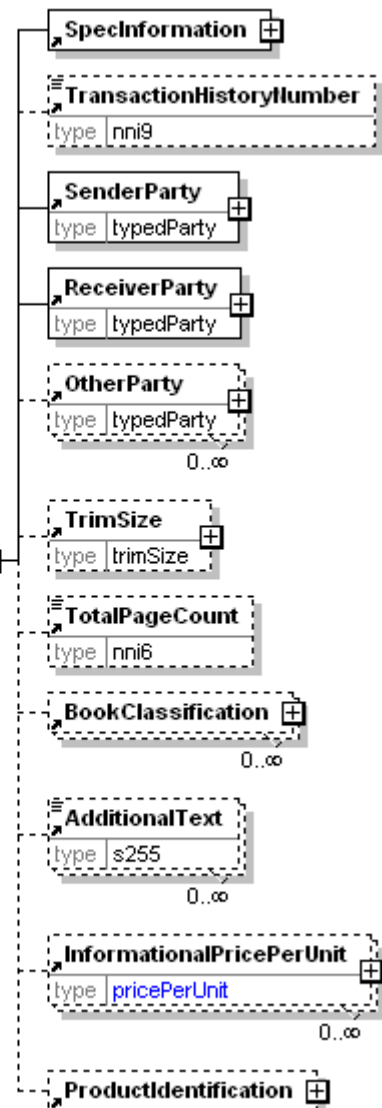 SpecInformation
TransactionHistoryNumber
type nni9
SenderParty
type typedParty
ReceiverParty
type typedParty
OtherParty
type typedParty
0..∞
TrimSize
type trimSize
TotalPageCount
type nni6
BookClassification
0..∞
AdditionalText
type s255
0..∞
InformationalPricePerUnit
type pricePerUnit
0..∞
ProductIdentification